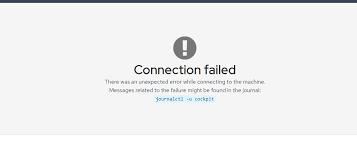 Connection failed
There was an unexpected error while connecting to the machine.
Messages related to the failure might be found in the journal:
journalctl -u cockpit